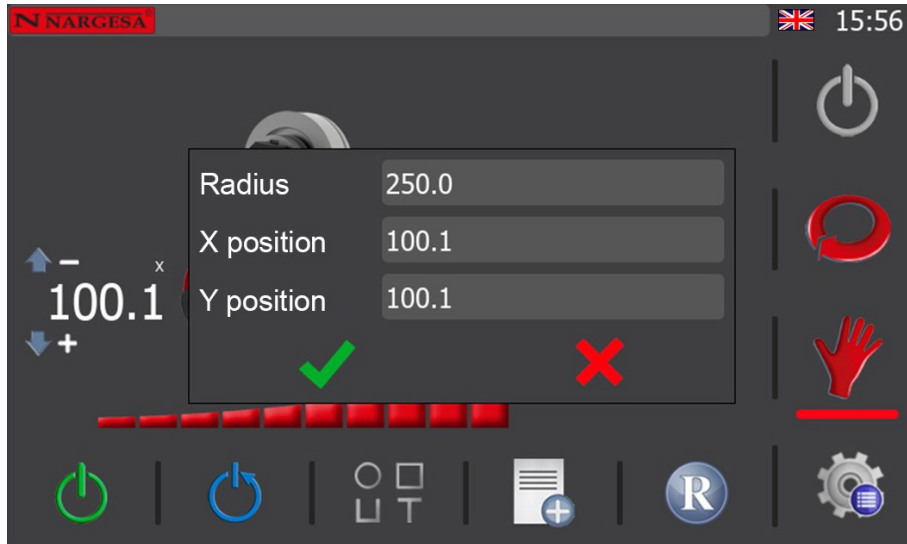 N NARGESA
15:56
Radius 250.0
X position 100.1
Y position 100.1
−
x
100.1
+
R